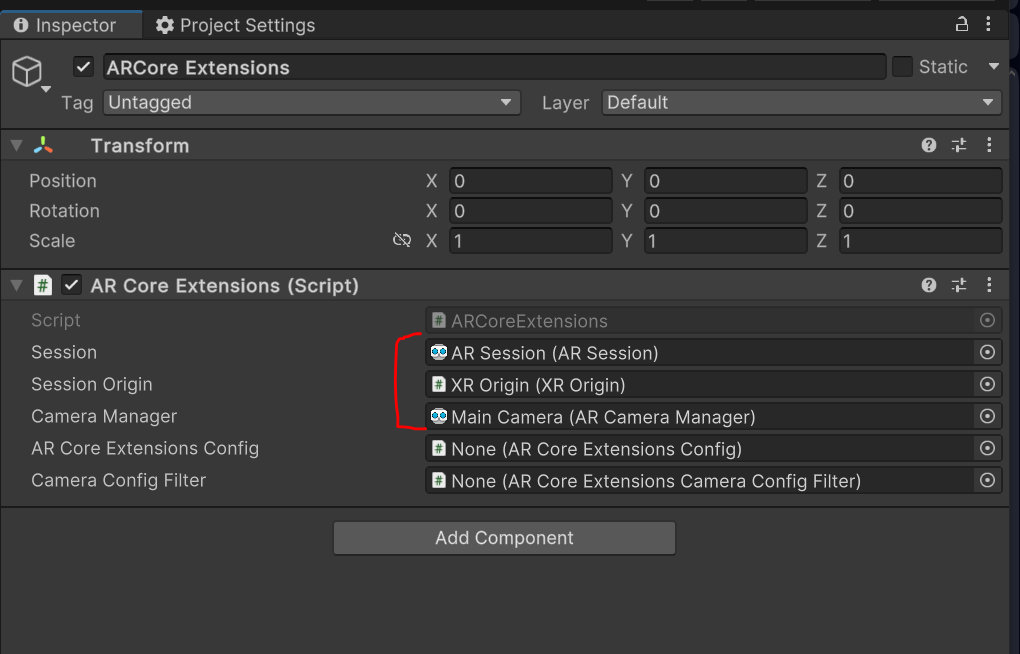 Inspector Project Settings
ARCore Extensions Static
Tag Untagged Layer Default
Transform
Position X 0 Y 0 Z 0
Rotation X 0 Y 0 Z 0
Scale X 1 Y 1 Z 1
# AR Core Extensions (Script)
Script # ARCoreExtensions
Session AR Session (AR Session)
Session Origin # XR Origin (XR Origin)
Camera Manager Main Camera (AR Camera Manager)
AR Core Extensions Config # None (AR Core Extensions Config)
Camera Config Filter # None (AR Core Extensions Camera Config Filter)
Add Component